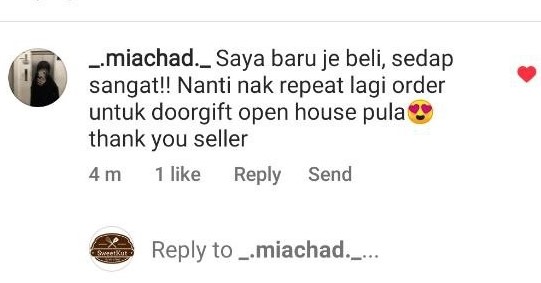 _.miachad._ Saya baru je beli, sedap
sangat!! Nanti nak repeat lagi order
untuk doorgift open house pula😍
thank you seller
4 m 1 like Reply Send
SweetKut
Reply to _.miachad._...